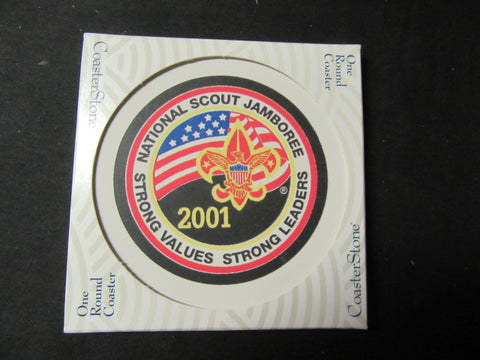 CoasterStone®
One
Round
Coaster
NATIONAL SCOUT JAMBOREE
2001
®
STRONG VALUES STRONG LEADERS
One
Round
Coaster
CoasterStone®